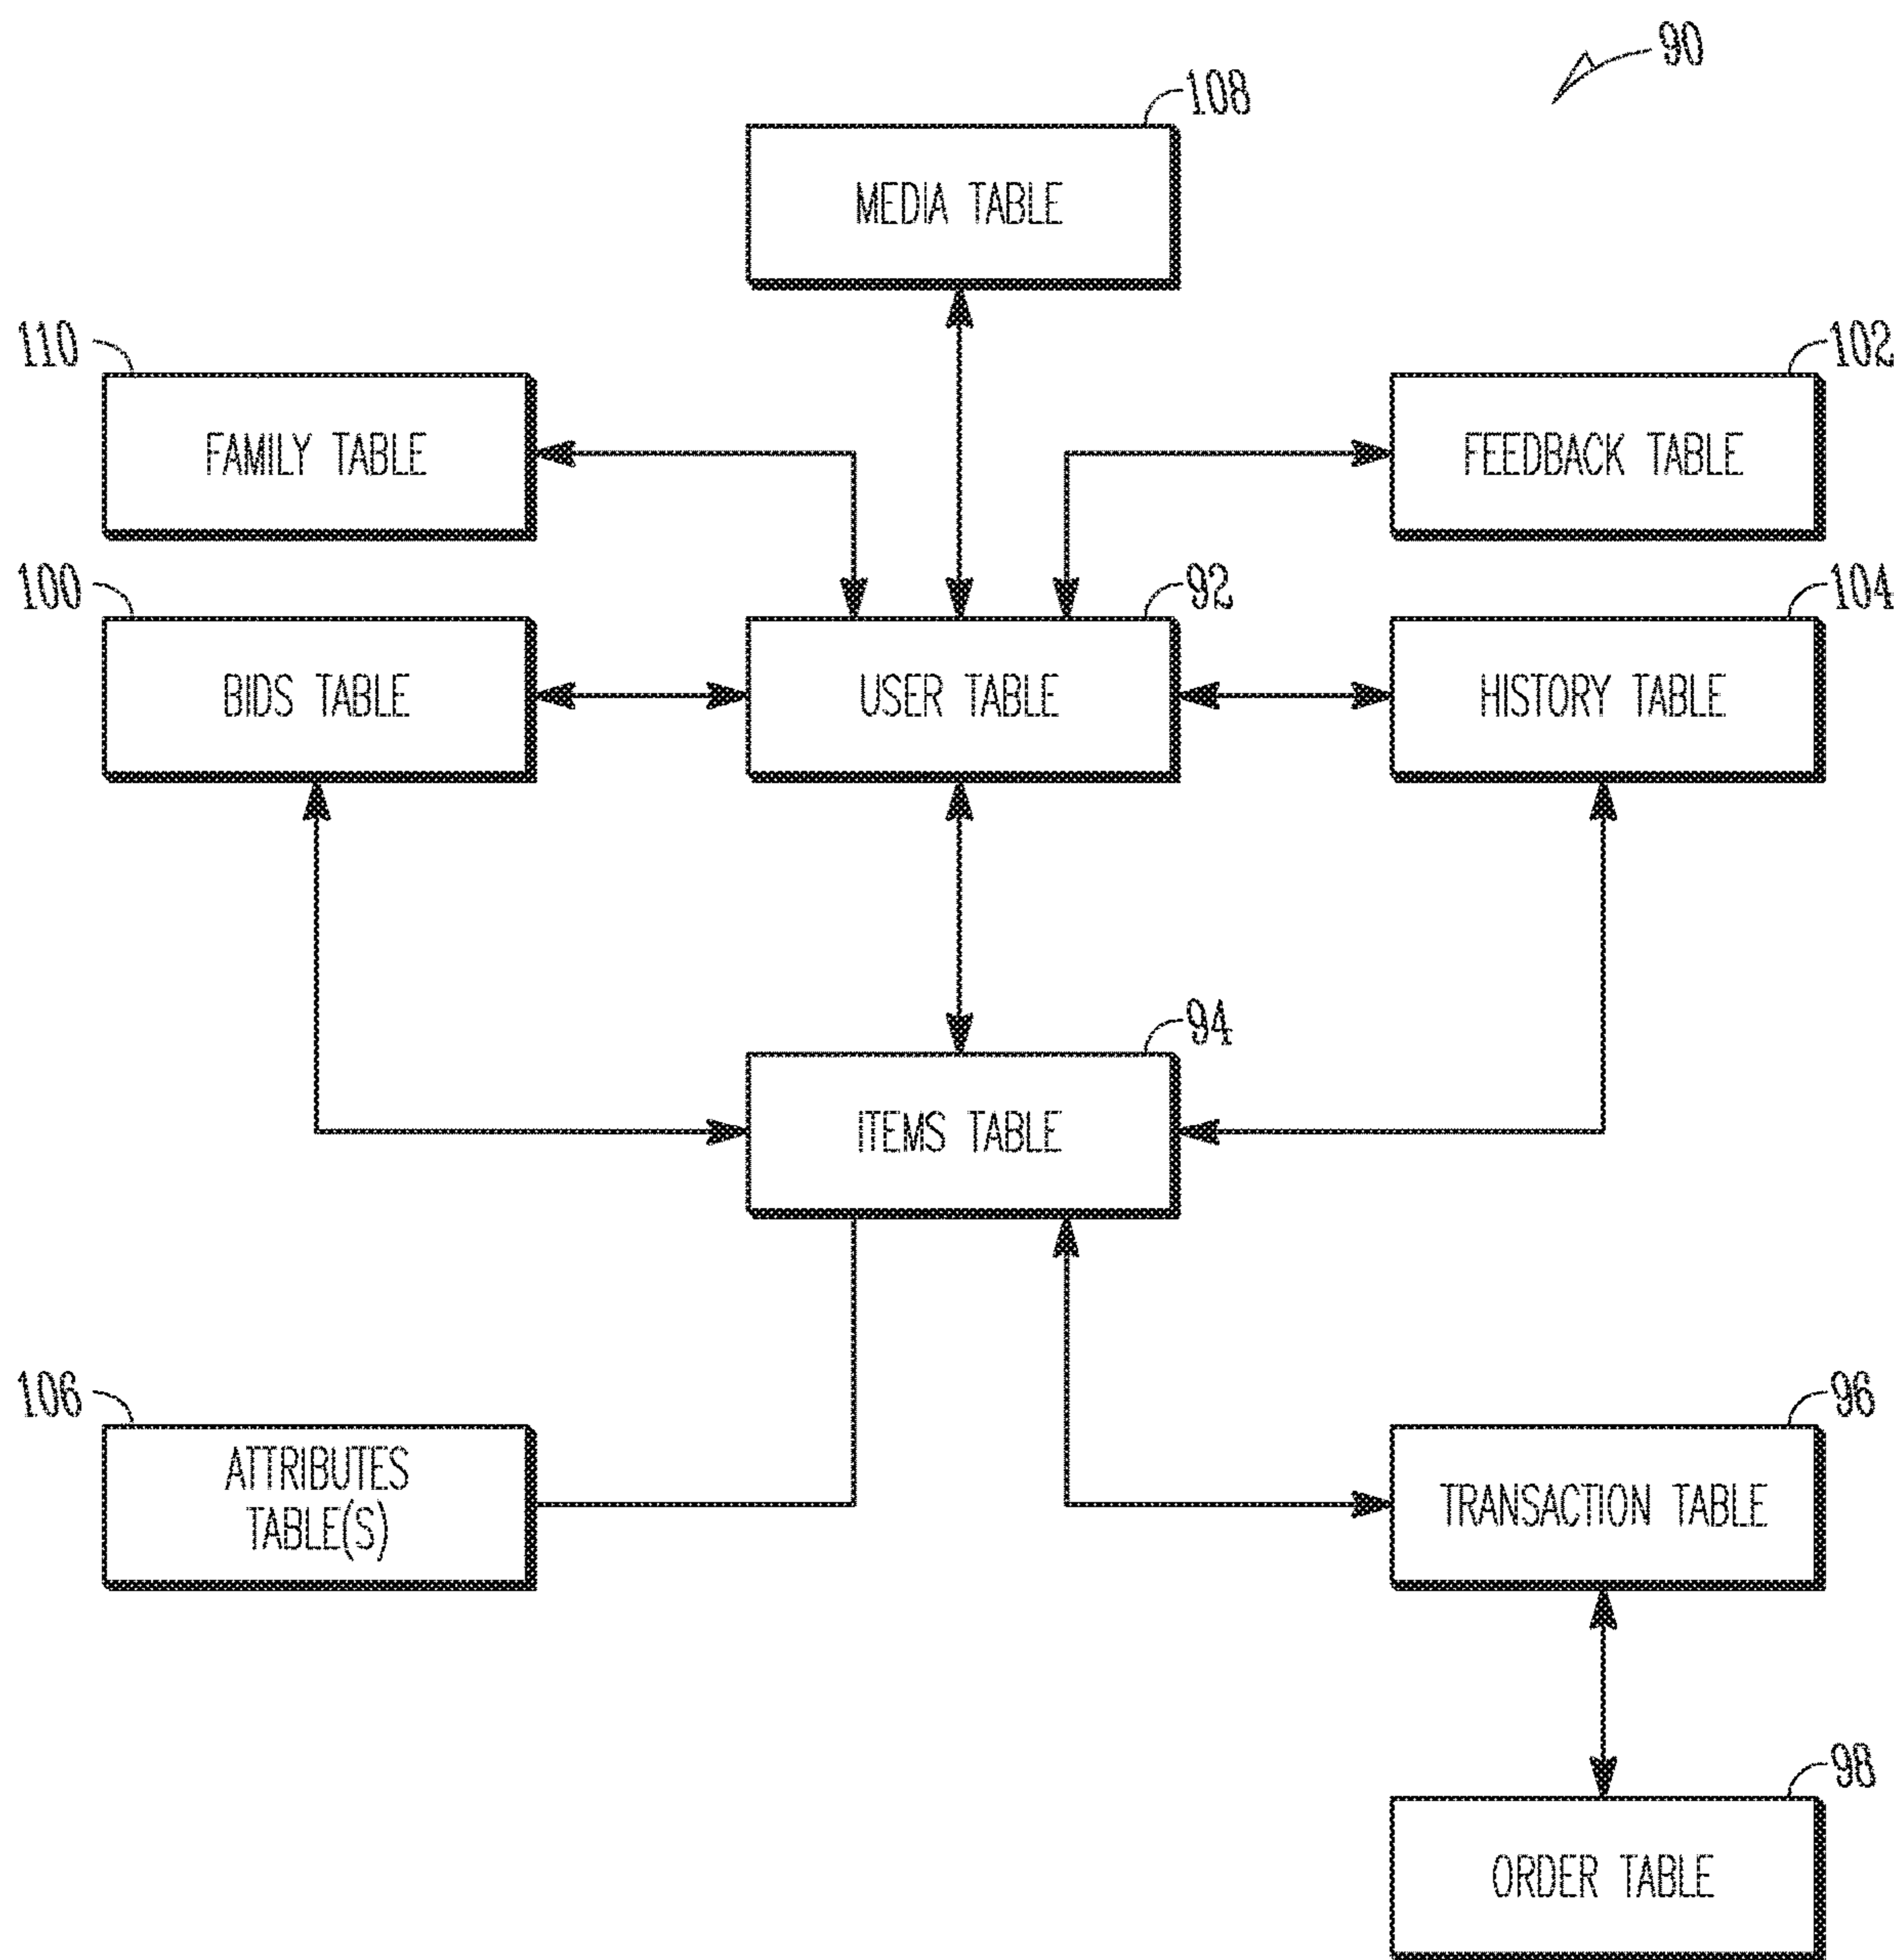 90
108
MEDIA TABLE
110
FAMILY TABLE
102
FEEDBACK TABLE
100
BIDS TABLE
92
USER TABLE
104
HISTORY TABLE
94
ITEMS TABLE
106
ATTRIBUTES
TABLE(S)
96
TRANSACTION TABLE
98
ORDER TABLE